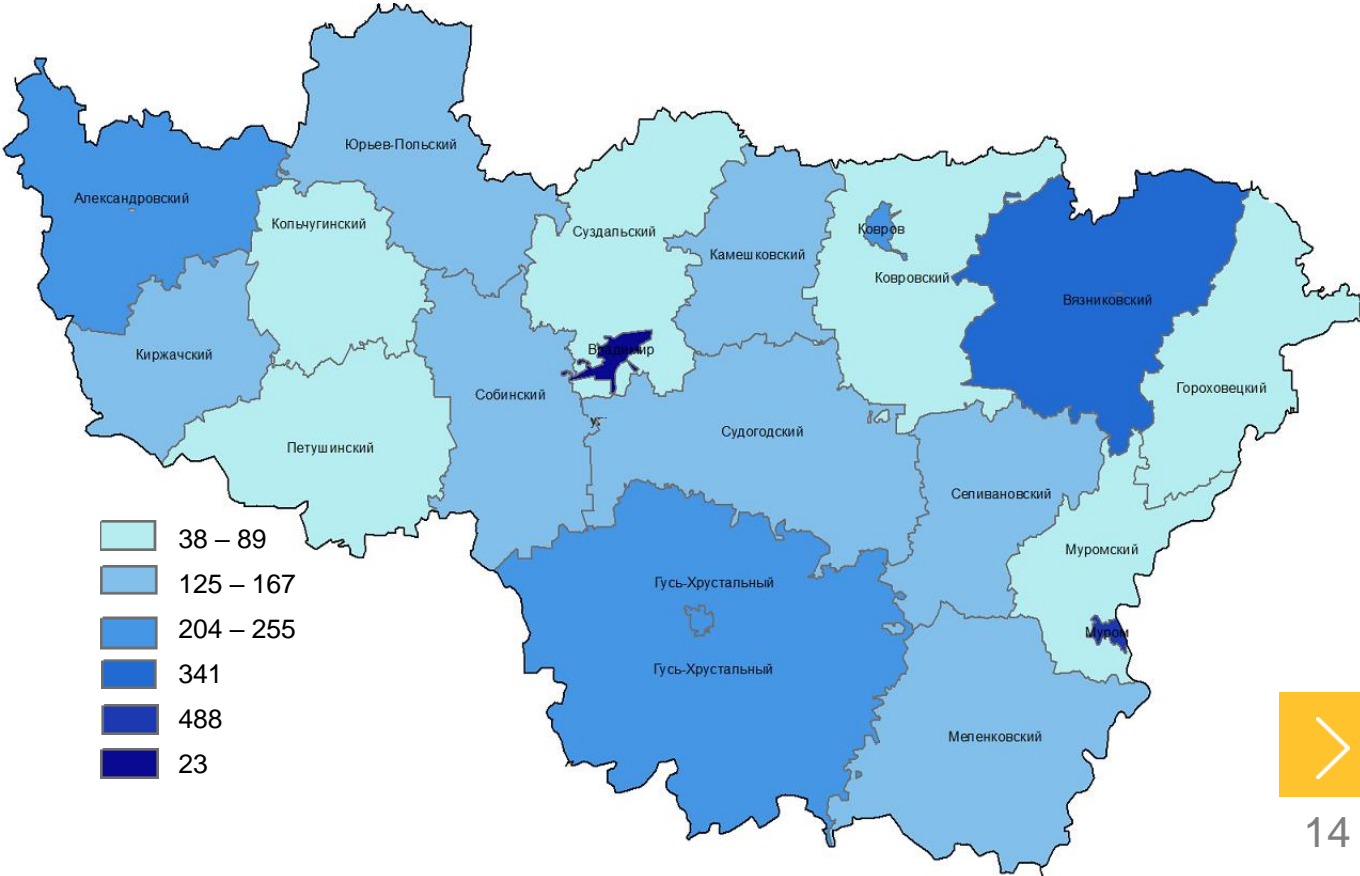 Юрьев-Польский
Александровский
Кольчугинский
Суздальский
Ковров
Камешковский
Ковровский
Вязниковский
Владимир
Киржачский
Гороховецкий
Собинский
Судогодский
Петушинский
Селивановский
38 – 89
Муромский
125 – 167
Гусь-Хрустальный
204 – 255
Муром
Гусь-Хрустальный
341
488
Меленковский
23
14